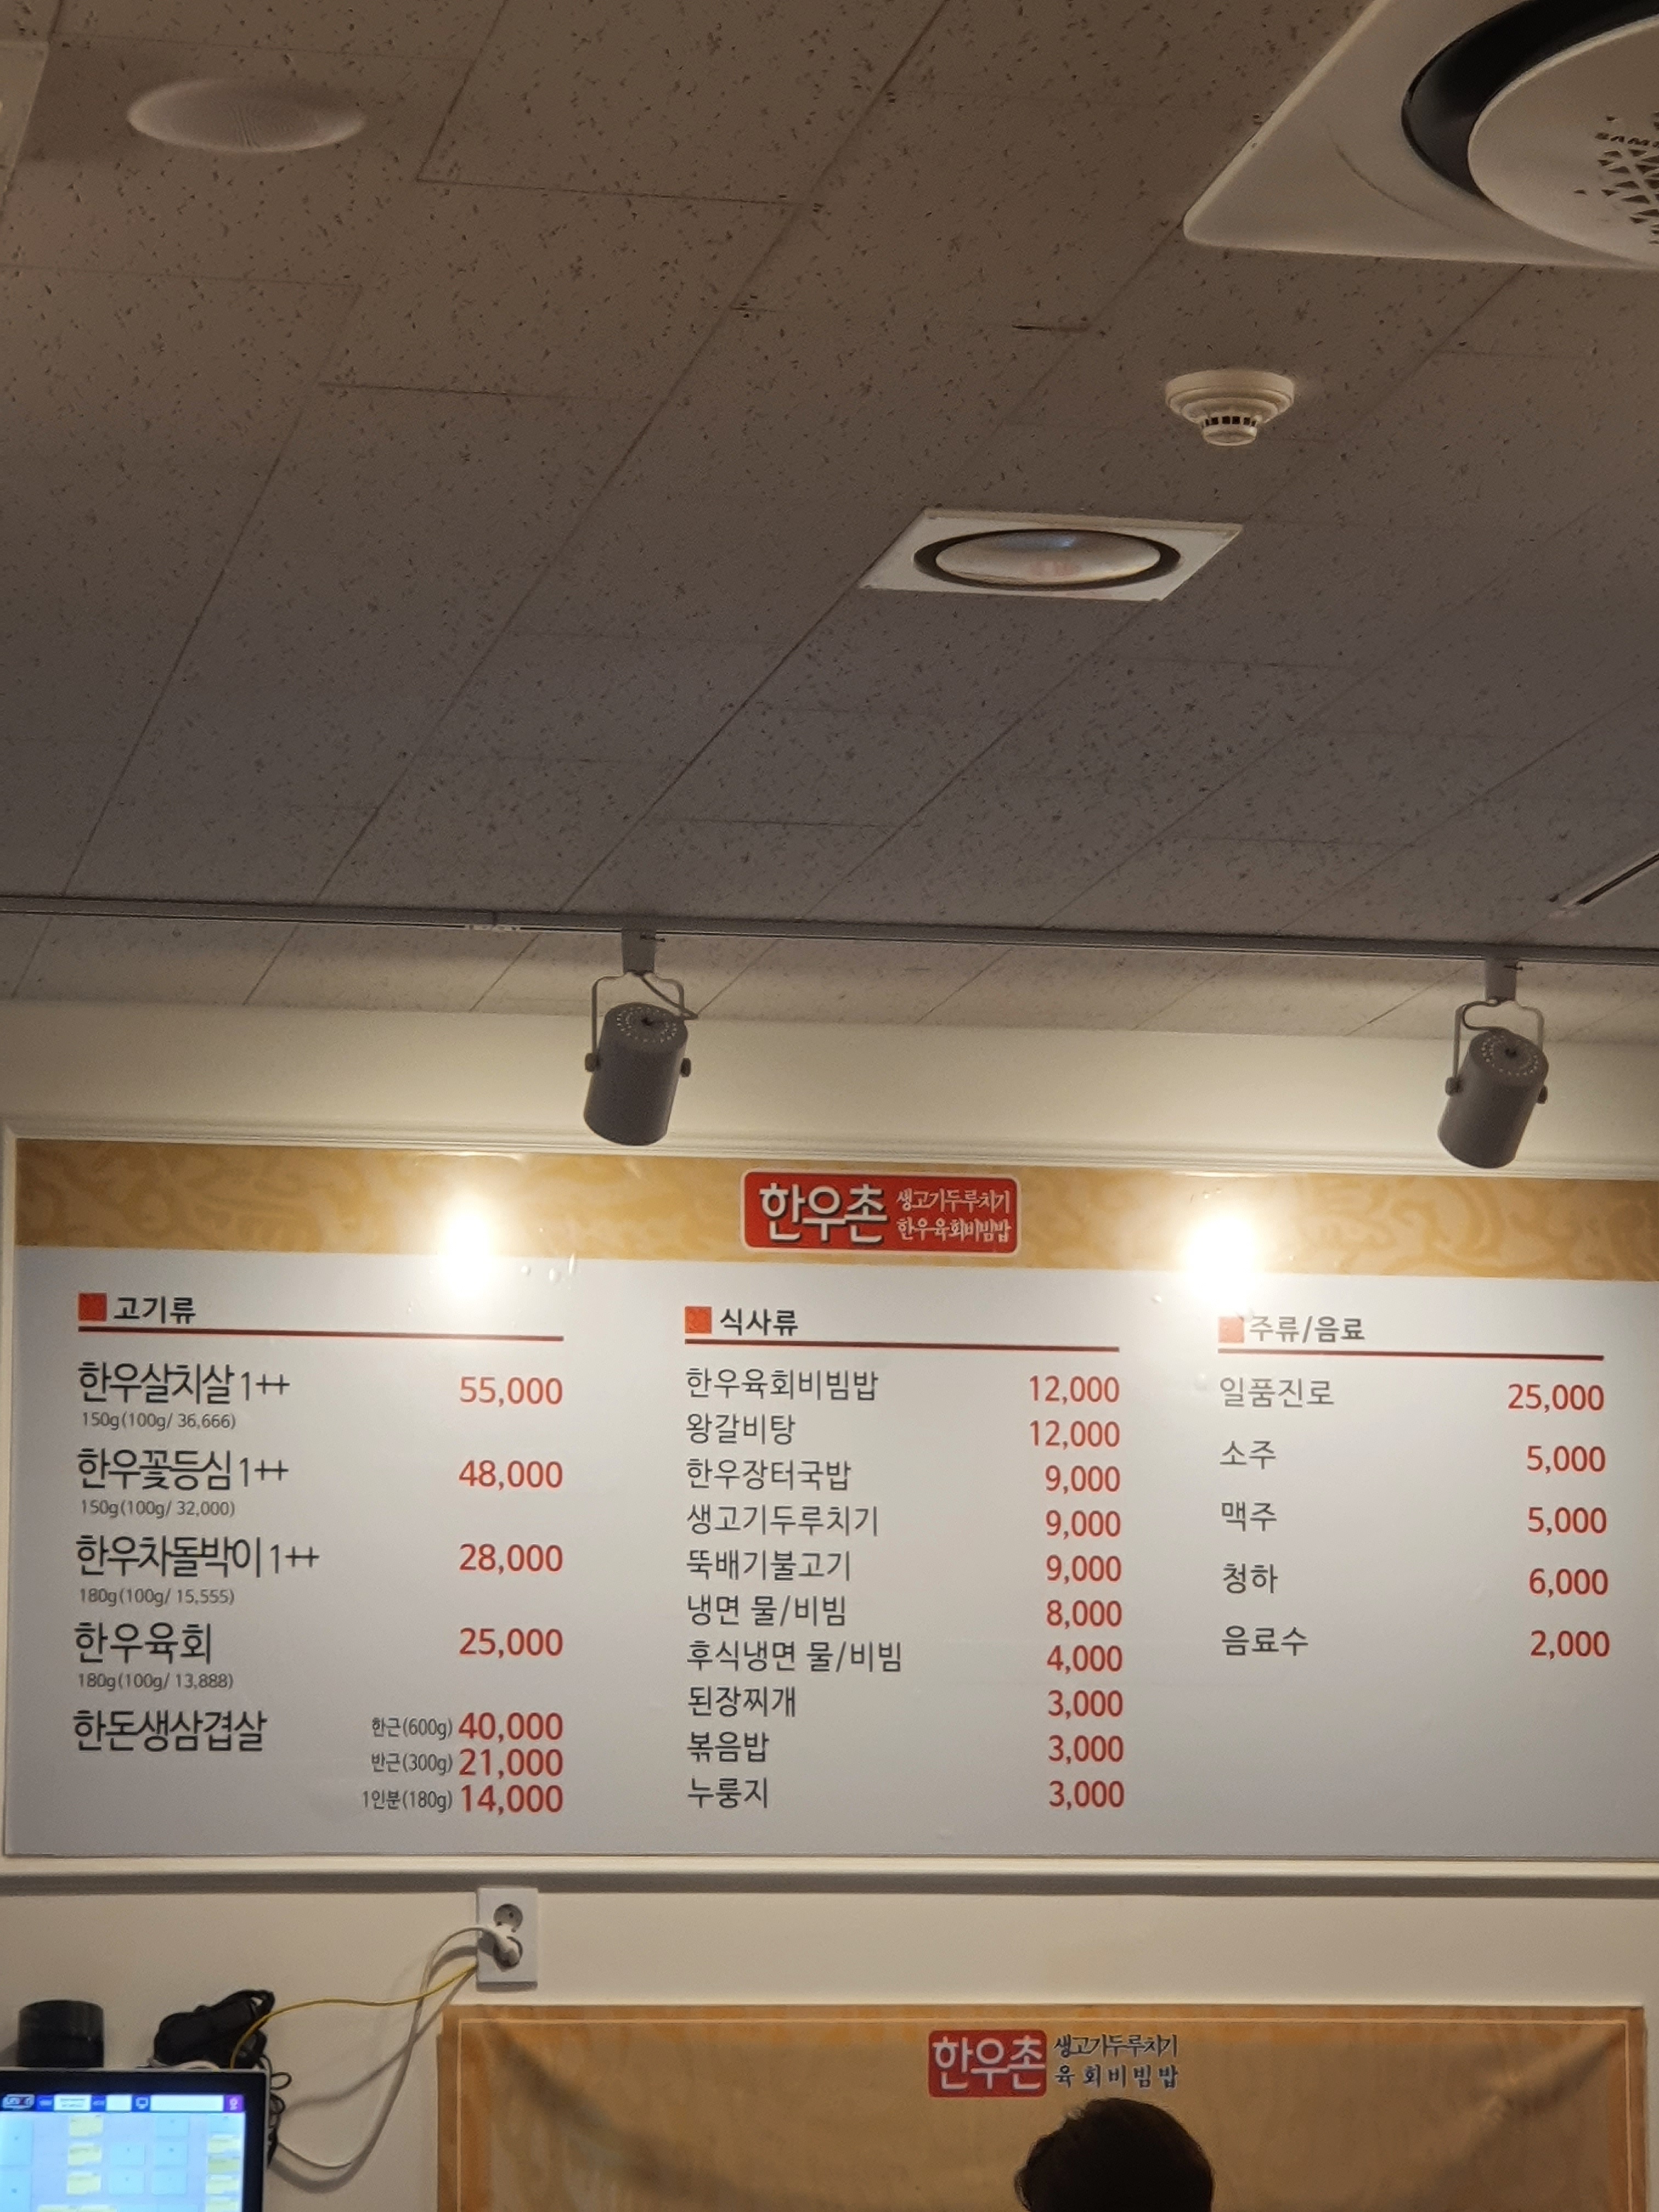 한우촌 생고기두루치기
한우육회비빔밥
고기류
한우살치살 1++ 55,000
150g(100g/ 36,666)
한우꽃등심 1++ 48,000
150g(100g/ 32,000)
한우차돌박이 1++ 28,000
180g(100g/ 15,555)
한우육회 25,000
180g(100g/ 13,888)
한돈생삼겹살 한근(600g) 40,000
반근(300g) 21,000
1인분(180g) 14,000
식사류
한우육회비빔밥 12,000
왕갈비탕 12,000
한우장터국밥 9,000
생고기두루치기 9,000
뚝배기불고기 9,000
냉면 물/비빔 8,000
후식냉면 물/비빔 4,000
된장찌개 3,000
볶음밥 3,000
누룽지 3,000
주류/음료
일품진로 25,000
소주 5,000
맥주 5,000
청하 6,000
음료수 2,000
한우촌 생고기두루치기
육회비빔밥